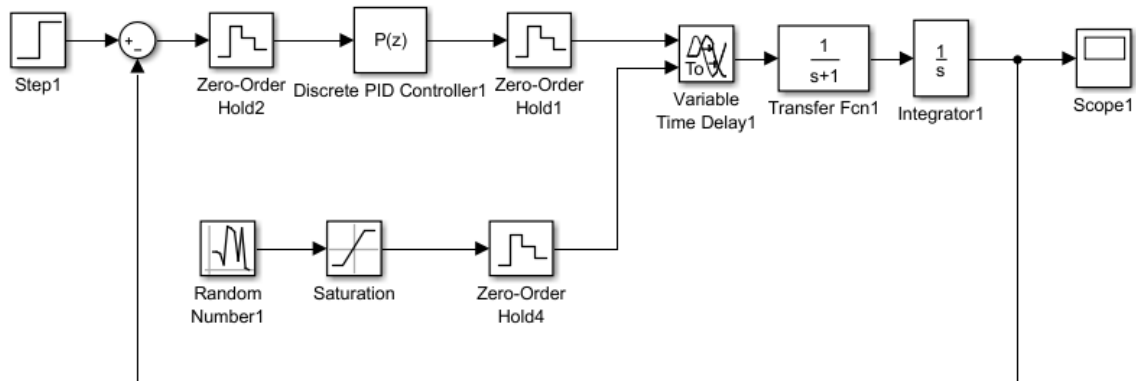 +
−
P(z)
To
1
s+1
1
s
Step1
Zero-Order
Hold2
Discrete PID Controller1
Zero-Order
Hold1
Variable
Time Delay1
Transfer Fcn1
Integrator1
Scope1
Random
Number1
Saturation
Zero-Order
Hold4